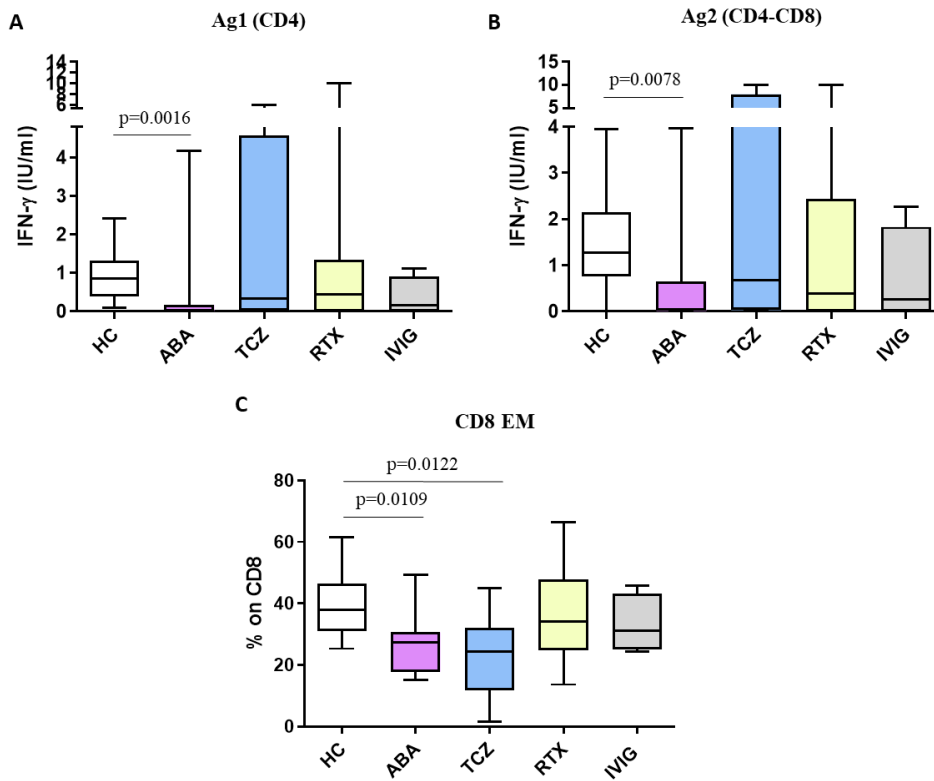 A
Ag1 (CD4)
IFN-γ (IU/ml)
14
12
10
8
6
4
3
2
1
0
p=0.0016
HC
ABA
TCZ
RTX
IVIG
B
Ag2 (CD4-CD8)
IFN-γ (IU/ml)
15
10
5
4
3
2
1
0
p=0.0078
HC
ABA
TCZ
RTX
IVIG
C
CD8 EM
% on CD8
80
60
40
20
0
p=0.0122
p=0.0109
HC
ABA
TCZ
RTX
IVIG